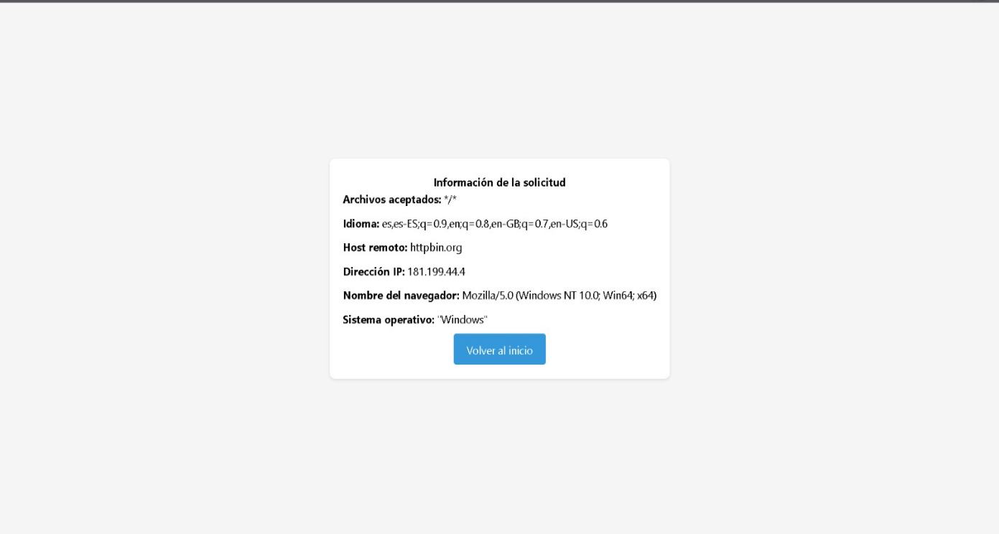 Información de la solicitud
Archivos aceptados: */*
Idioma: es,es-ES;q=0.9,en;q=0.8,en-GB;q=0.7,en-US;q=0.6
Host remoto: httpbin.org
Dirección IP: 181.199.44.4
Nombre del navegador: Mozilla/5.0 (Windows NT 10.0; Win64; x64)
Sistema operativo: "Windows"
Volver al inicio